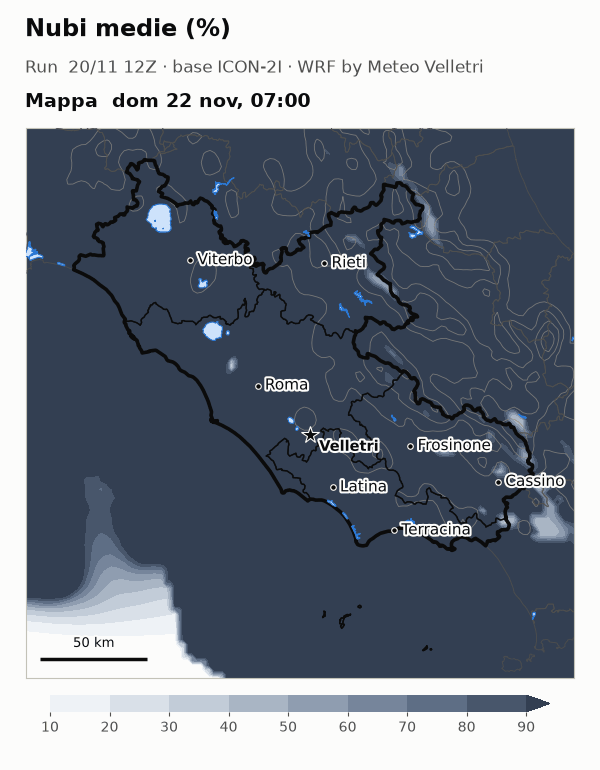 Nubi medie (%)
Run 20/11 12Z · base ICON-2I · WRF by Meteo Velletri
Mappa dom 22 nov, 07:00
Viterbo
Rieti
Roma
Velletri
Frosinone
Cassino
Latina
Terracina
50 km
10 20 30 40 50 60 70 80 90